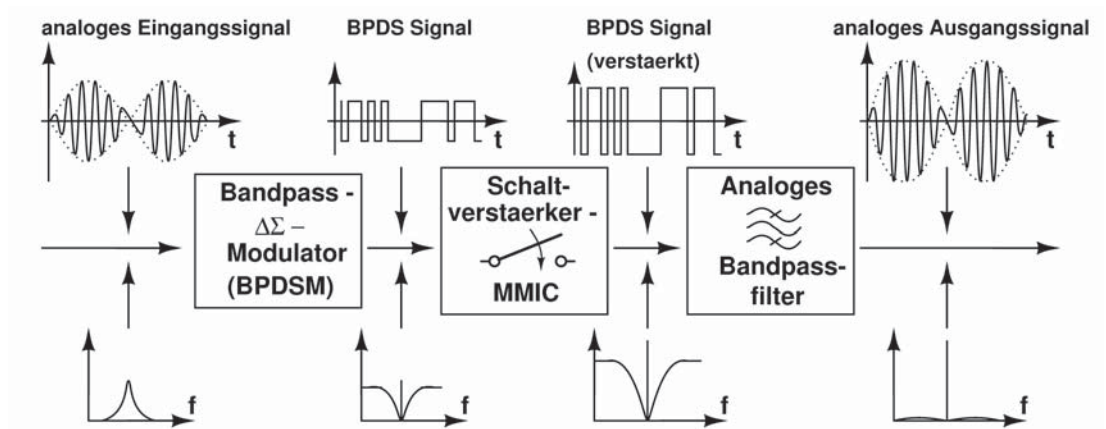 analoges Eingangssignal
BPDS Signal
BPDS Signal
(verstaerkt)
analoges Ausgangssignal
t
t
t
t
Bandpass -
ΔΣ –
Modulator
(BPDSM)
Schalt-
verstaerker -
MMIC
Analoges
Bandpass-
filter
f
f
f
f